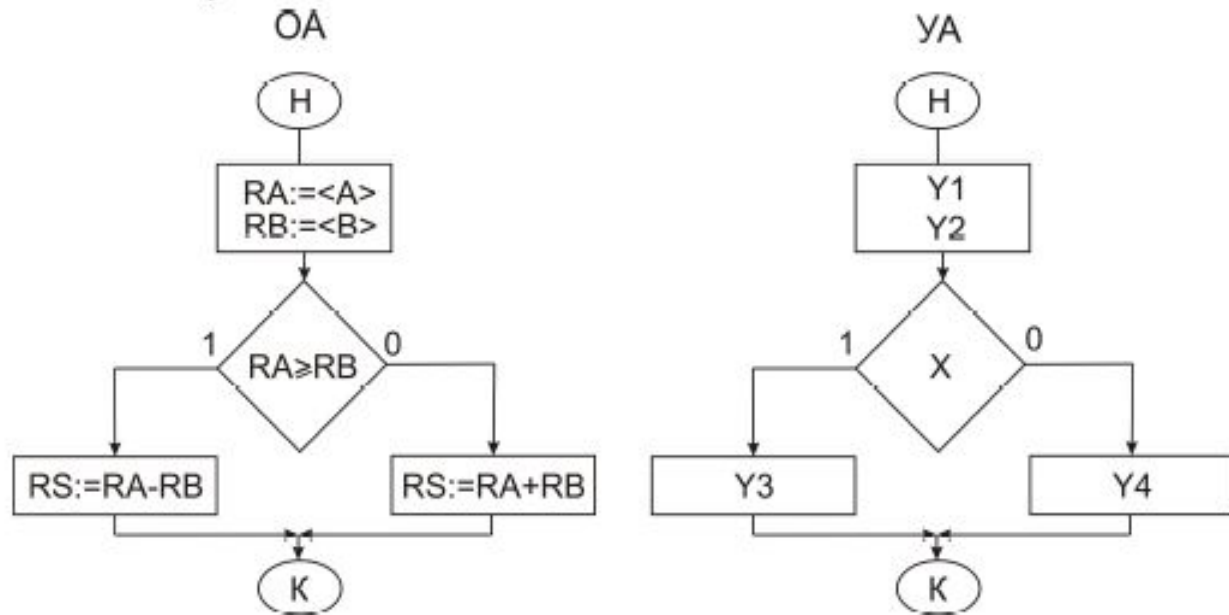 ОА
Н
RA:=<A>
RB:=<B>
1
0
RA⩾RB
RS:=RA-RB
RS:=RA+RB
К
УА
Н
Y1
Y2
1
0
X
Y3
Y4
К